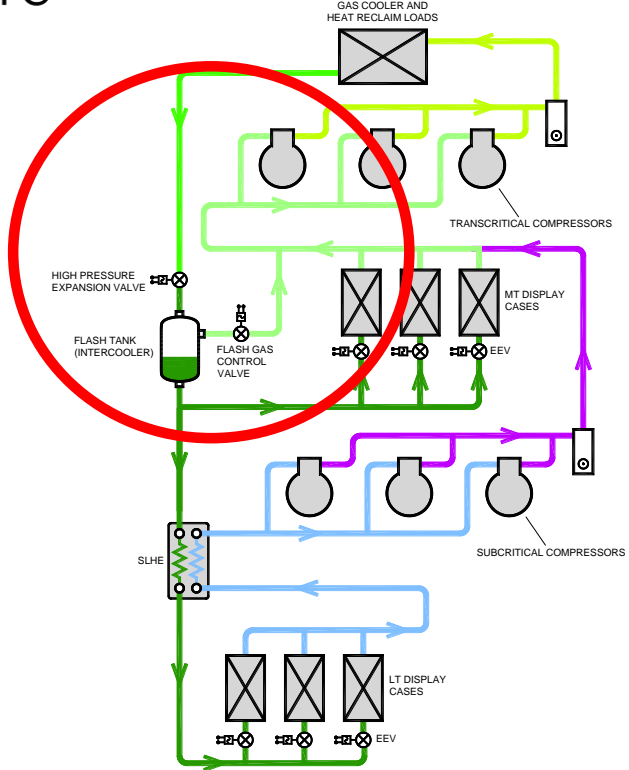 GAS COOLER AND
HEAT RECLAIM LOADS
TRANSCRITICAL COMPRESSORS
HIGH PRESSURE
EXPANSION VALVE
MT DISPLAY
CASES
FLASH TANK
(INTERCOOLER)
FLASH GAS
CONTROL
VALVE
EEV
SUBCRITICAL COMPRESSORS
SLHE
LT DISPLAY
CASES
EEV